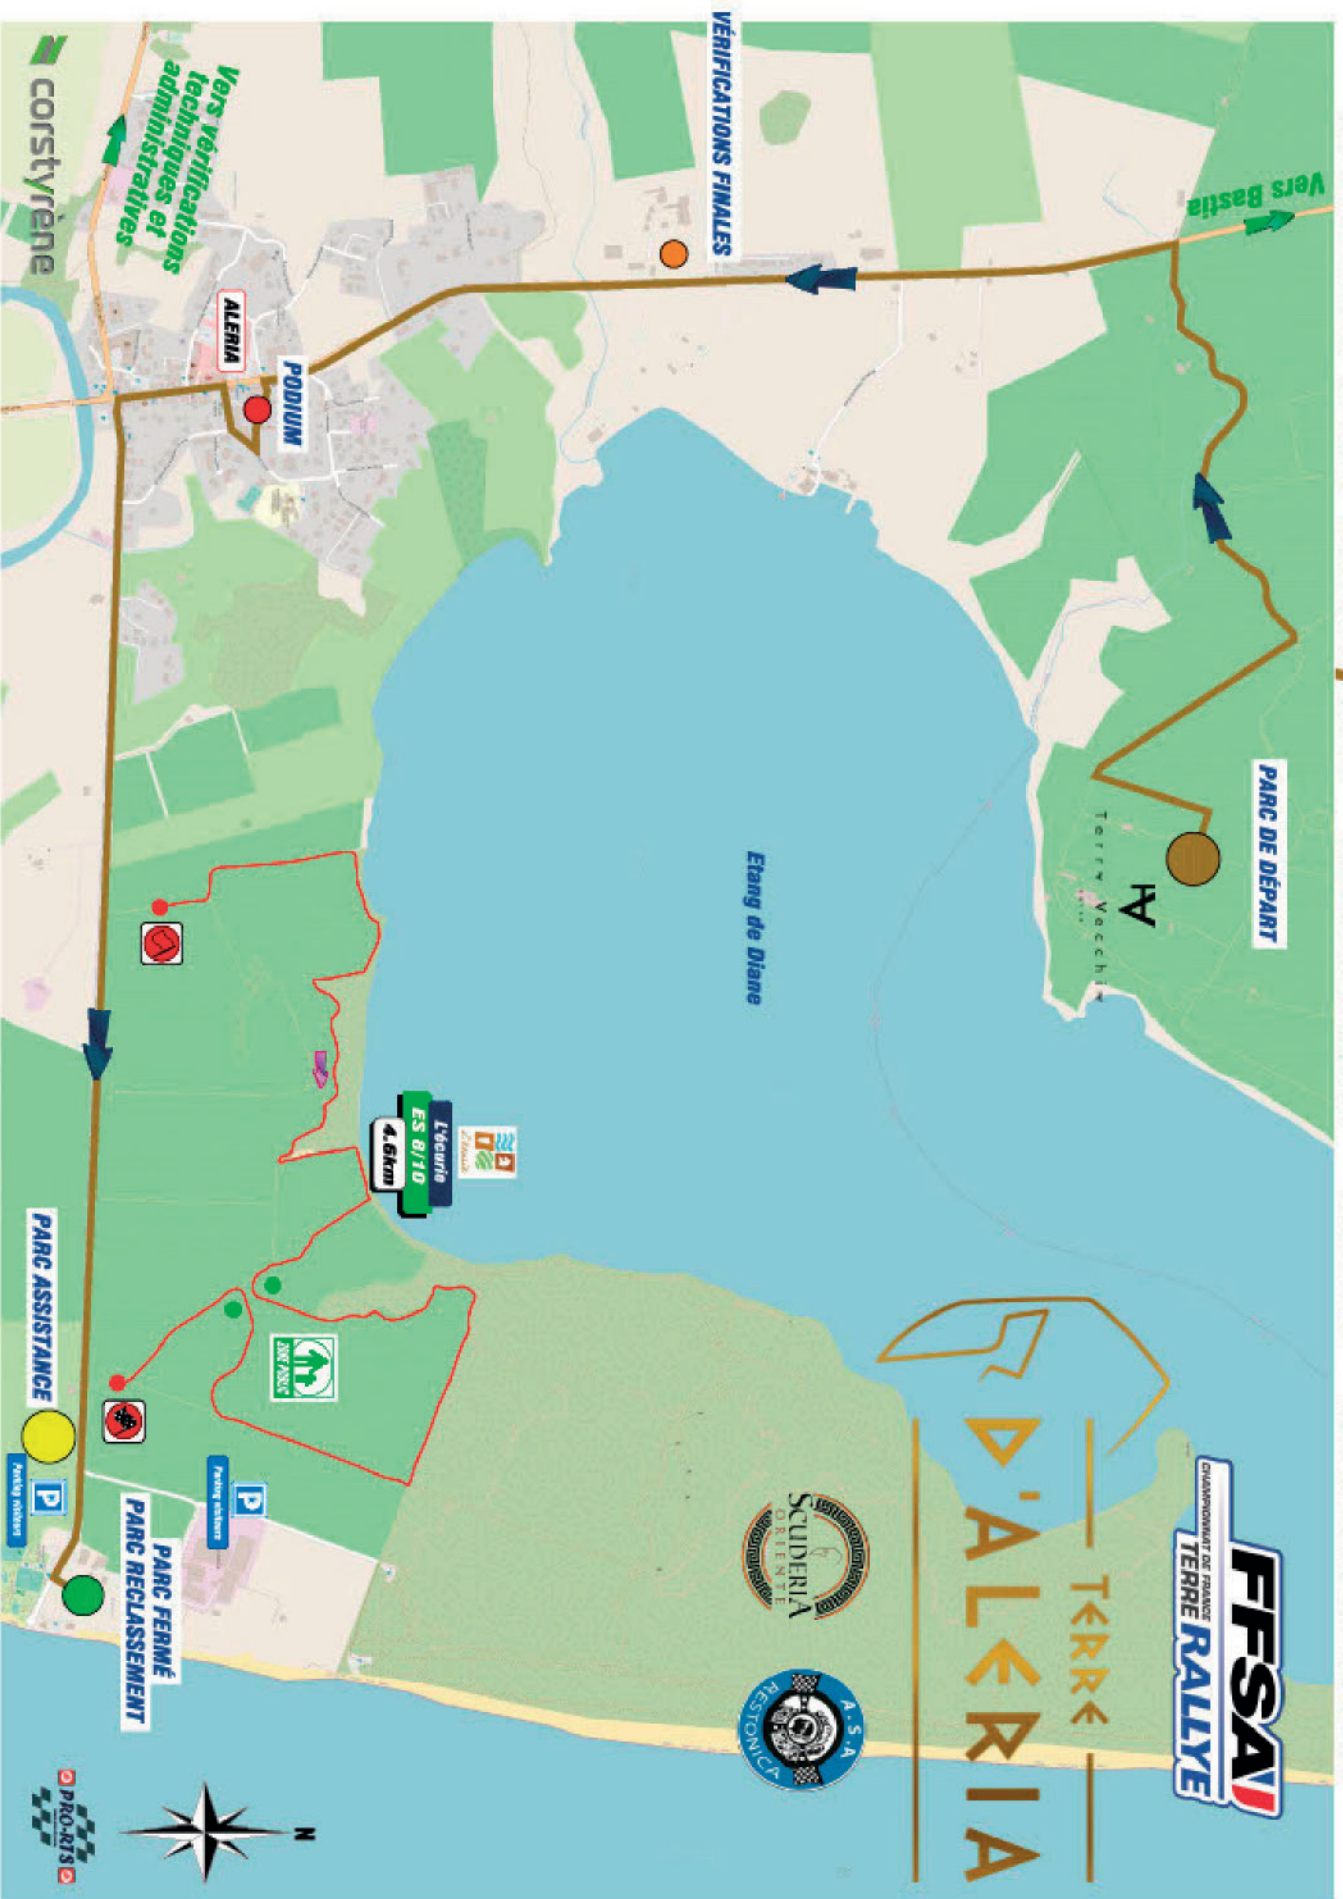 FFSA
CHAMPIONNAT DE FRANCE
TERRE RALLYE
TERRE
D'ALERIA
PARC DE DÉPART
Vers Bastia
VÉRIFICATIONS FINALES
Terra Vecchia
Etang de Diane
SCUDERIA
ORIENTE
A.S.A
RESTONICA
L'écurie
ES 8/10
4.6km
PODIUM
ALERIA
ZONE PUBLIC
P
Parking visiteurs
Vers vérifications
techniques et
administratives
PARC FERMÉ
PARC RECLASSEMENT
PARC ASSISTANCE
P
Parking visiteurs
corstyrène
N
PRO-RTS